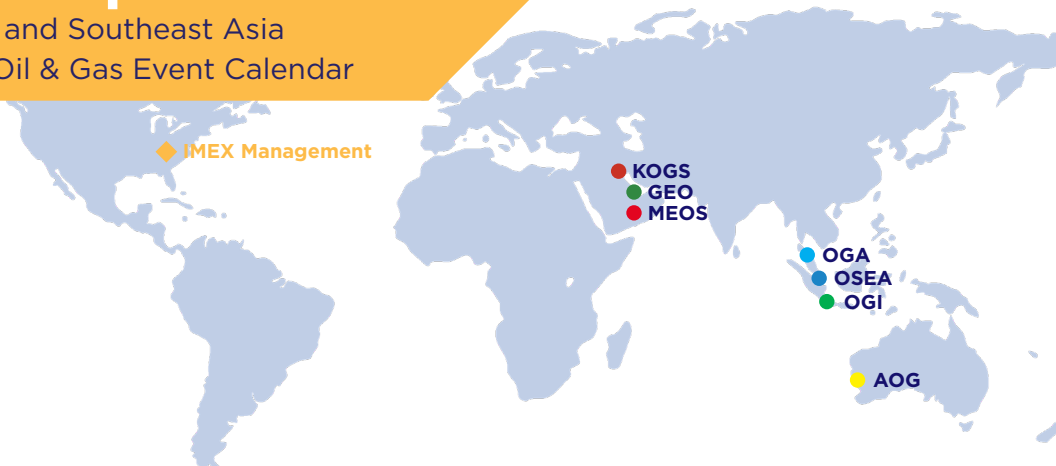 and Southeast Asia
Oil & Gas Event Calendar
IMEX Management
KOGS
GEO
MEOS
OGA
OSEA
OGI
AOG